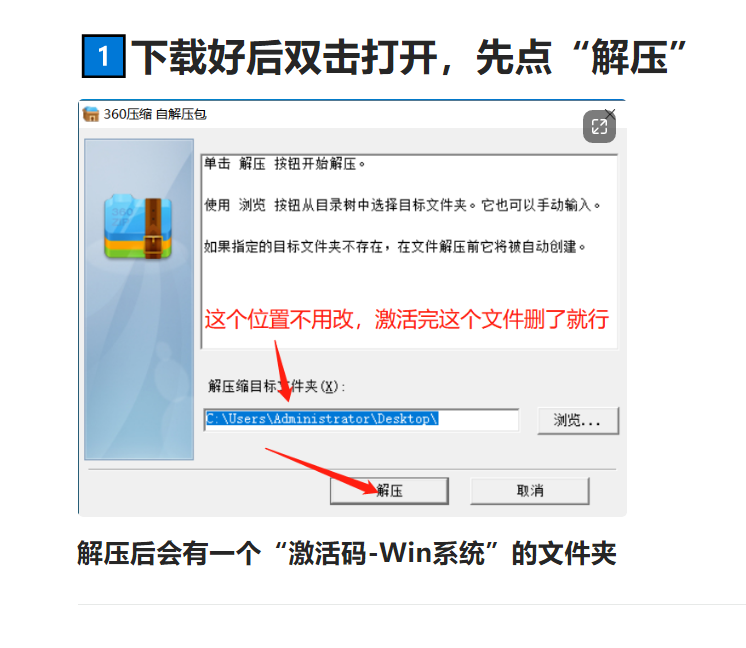 1 下载好后双击打开，先点“解压”
360压缩 自解压包
单击 解压 按钮开始解压。
使用 浏览 按钮从目录树中选择目标文件夹。它也可以手动输入。
如果指定的目标文件夹不存在，在文件解压前它将被自动创建。
这个位置不用改，激活完这个文件删了就行
解压缩目标文件夹(X):
C:\Users\Administrator\Desktop\
浏览...
解压
取消
解压后会有一个“激活码-Win系统”的文件夹